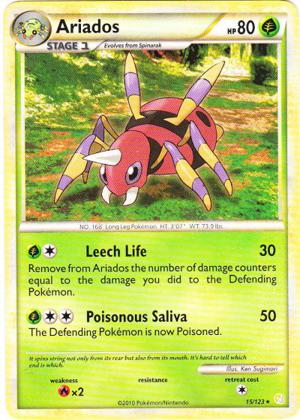 Ariados HP 80
STAGE 1 Evolves from Spinarak
NO. 168 Long Leg Pokémon HT: 3'07" WT: 73.9 lbs.
Leech Life 30
Remove from Ariados the number of damage counters
equal to the damage you did to the Defending
Pokémon.
Poisonous Saliva 50
The Defending Pokémon is now Poisoned.
It spins string not only from its rear but also from its mouth. It's hard to tell which
end is which.
Illus. Ken Sugimori
weakness resistance retreat cost
×2 15/123 ★
©2010 Pokémon/Nintendo